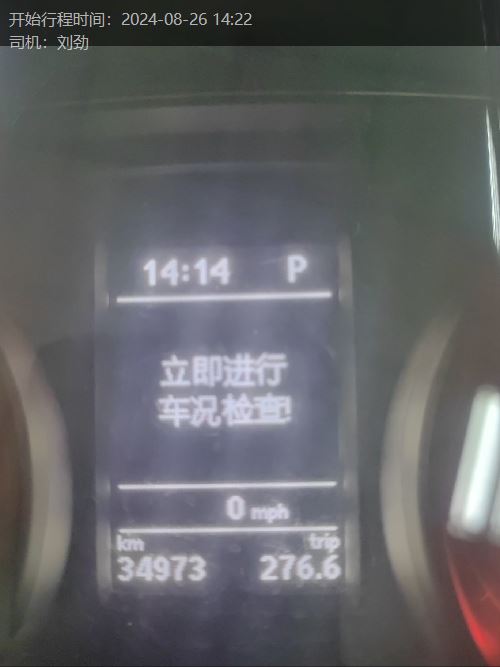 开始行程时间：2024-08-26 14:22
司机：刘劲
14:14 P
立即进行
车况检查!
0 mph
km trip
34973 276.6